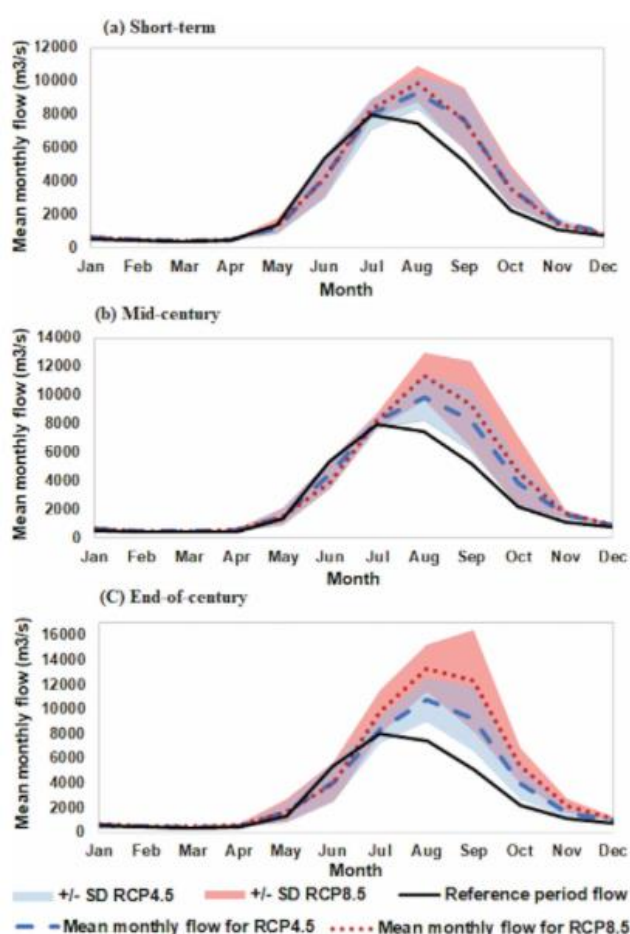 (a) Short-term
12000
10000
8000
6000
4000
2000
0
Mean monthly flow (m3/s)
Jan Feb Mar Apr May Jun Jul Aug Sep Oct Nov Dec
Month
(b) Mid-century
14000
12000
10000
8000
6000
4000
2000
0
Mean monthly flow (m3/s)
Jan Feb Mar Apr May Jun Jul Aug Sep Oct Nov Dec
Month
(C) End-of-century
16000
14000
12000
10000
8000
6000
4000
2000
0
Mean monthly flow (m3/s)
Jan Feb Mar Apr May Jun Jul Aug Sep Oct Nov Dec
Month
+/- SD RCP4.5 +/- SD RCP8.5 Reference period flow
Mean monthly flow for RCP4.5 Mean monthly flow for RCP8.5